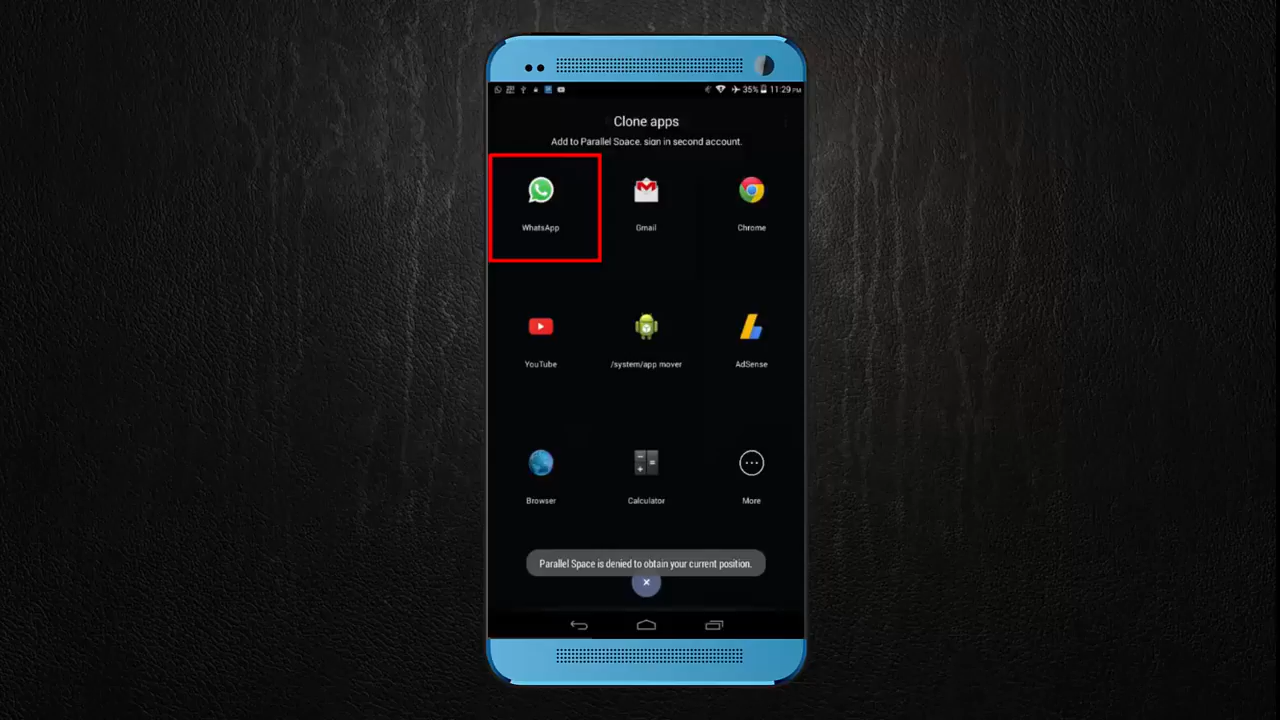 35% 11:29 PM
Clone apps
Add to Parallel Space, sign in second account.
WhatsApp
Gmail
Chrome
YouTube
/system/app mover
AdSense
Browser
Calculator
More
Parallel Space is denied to obtain your current position.